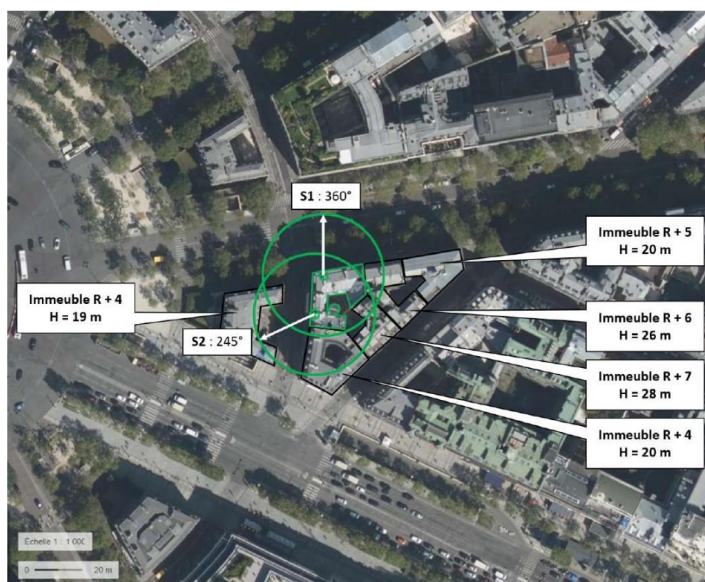 S1 : 360°
Immeuble R + 5
H = 20 m
Immeuble R + 4
H = 19 m
Immeuble R + 6
H = 26 m
S2 : 245°
Immeuble R + 7
H = 28 m
Immeuble R + 4
H = 20 m
Échelle 1 : 1 000
0 20 m